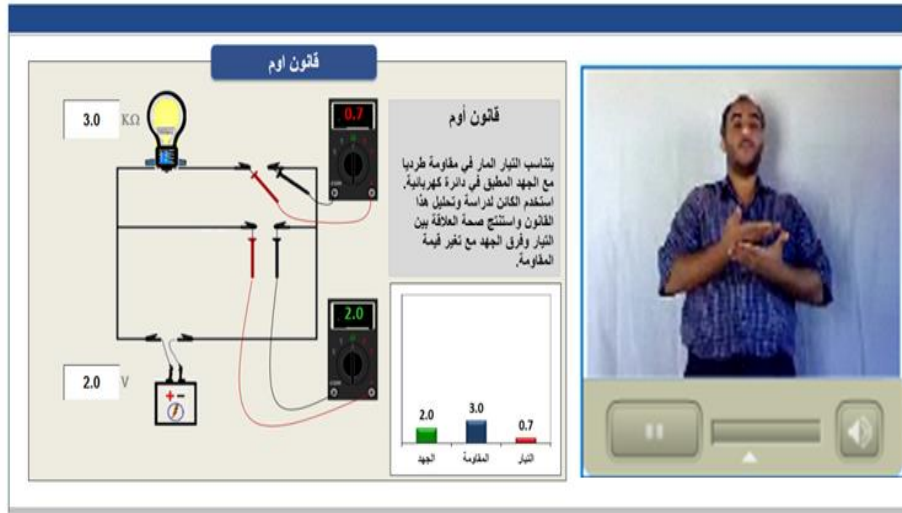 قانون اوم
3.0 KΩ
0.7
قانون أوم
يتناسب التيار المار في مقاومة طرديا
مع الجهد المطبق في دائرة كهربائية.
استخدم الكائن لدراسة وتحليل هذا
القانون واستنتج صحة العلاقة بين
التيار وفرق الجهد مع تغير قيمة
المقاومة.
2.0
2.0 V
2.0
3.0
0.7
الجهد
المقاومة
التيار